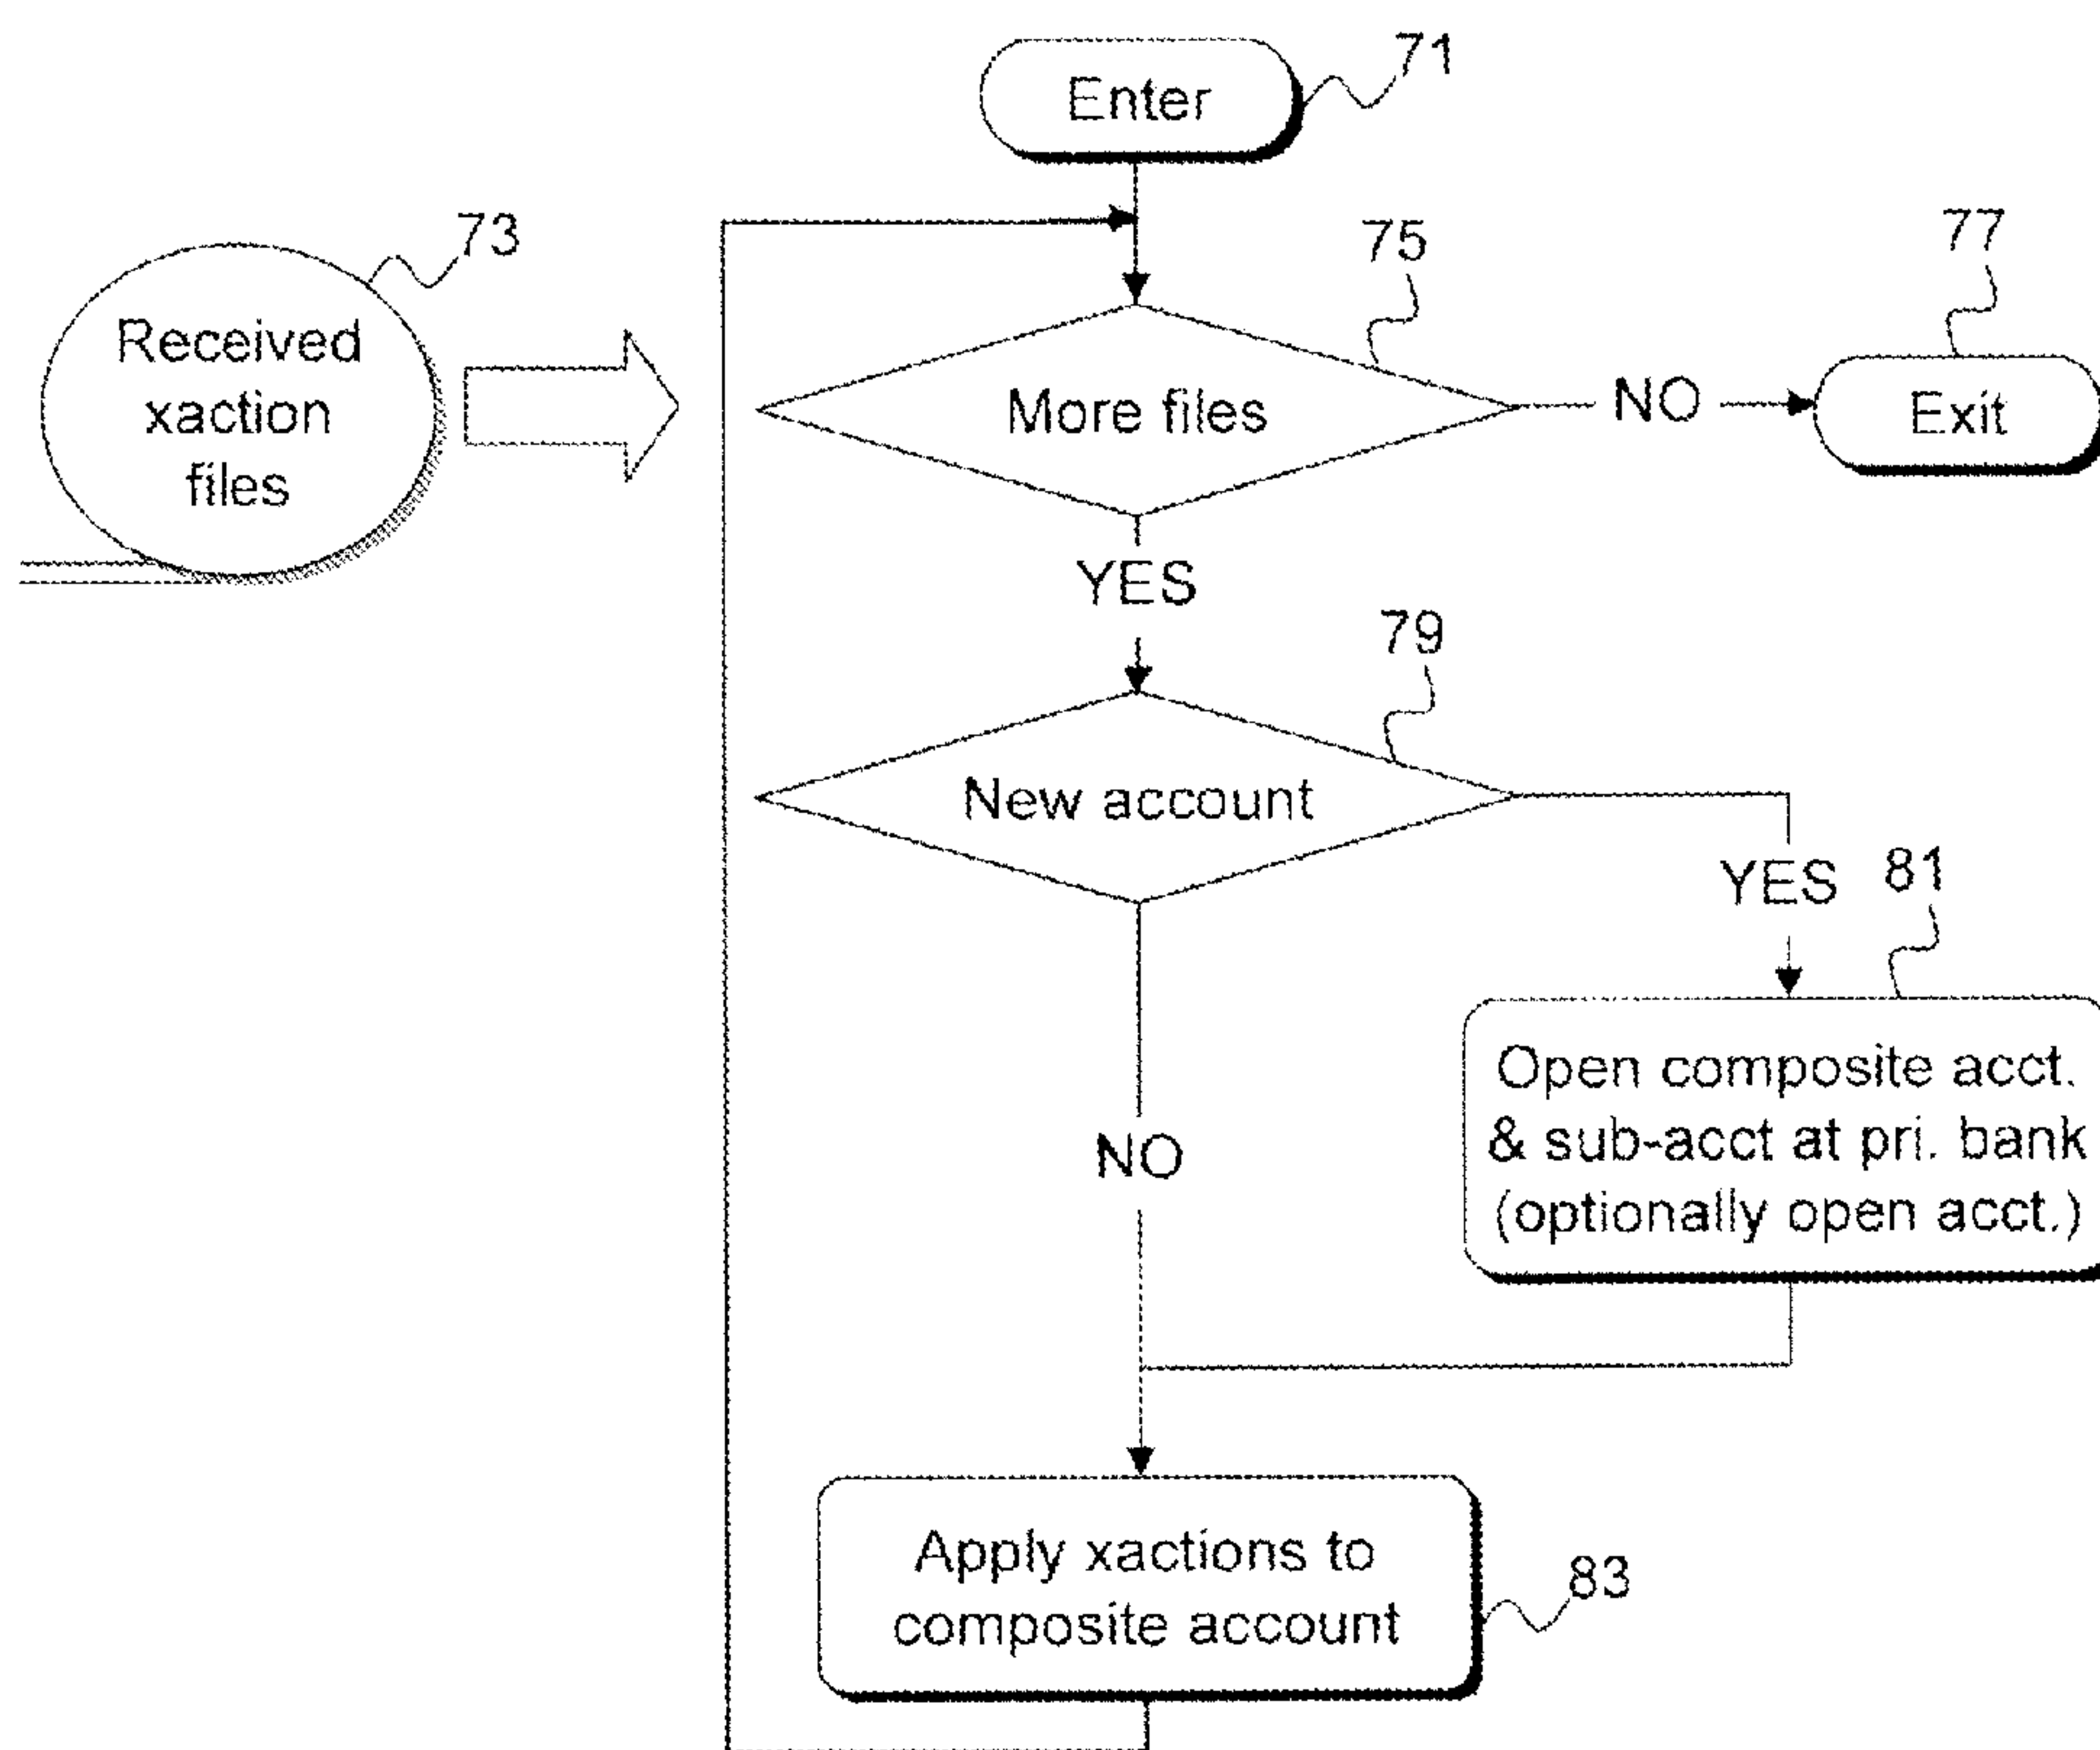 Enter
71
73
Received
xaction
files
75
More files
NO
77
Exit
YES
79
New account
YES
81
NO
Open composite acct.
& sub-acct at pri. bank
(optionally open acct.)
Apply xactions to
composite account
83